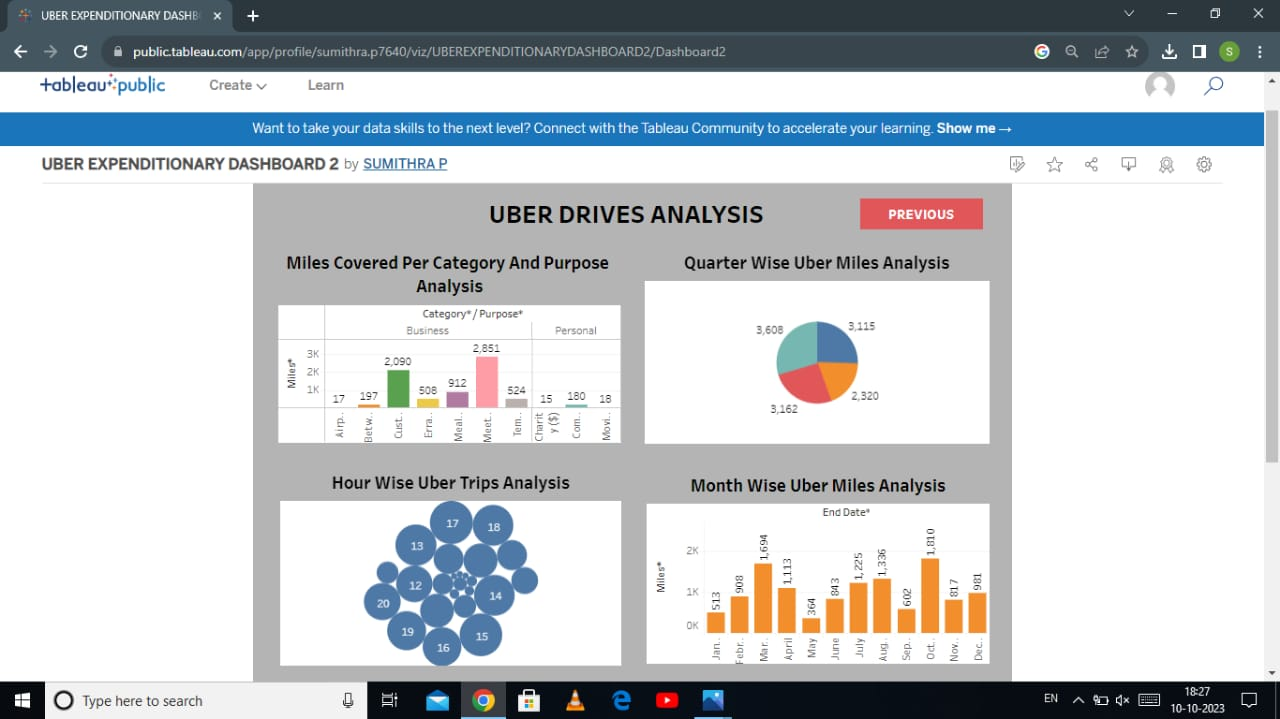 UBER EXPENDITIONARY DASHB
public.tableau.com/app/profile/sumithra.p7640/viz/UBEREXPENDITIONARYDASHBOARD2/Dashboard2
S
+ableau public
Create
Learn
Want to take your data skills to the next level? Connect with the Tableau Community to accelerate your learning. Show me →
UBER EXPENDITIONARY DASHBOARD 2 by SUMITHRA P
UBER DRIVES ANALYSIS
PREVIOUS
Miles Covered Per Category And Purpose
Analysis
Category* / Purpose*
Business
Personal
Miles*
3K
2K
1K
17
197
2,090
508
912
2,851
524
15
180
18
Airp..
Betw..
Cust..
Erra..
Meal..
Meet..
Tem..
Charit
y ($)
Com..
Movi..
Quarter Wise Uber Miles Analysis
3,608
3,115
3,162
2,320
Hour Wise Uber Trips Analysis
17
18
13
12
14
20
19
15
16
Month Wise Uber Miles Analysis
End Date*
Miles*
2K
1K
0K
513
908
1,694
1,113
364
843
1,225
1,336
602
1,810
817
981
Jan..
Febr..
Mar..
April
May
June
July
Aug..
Sep..
Oct..
Nov..
Dec..
Type here to search
EN
18:27
10-10-2023